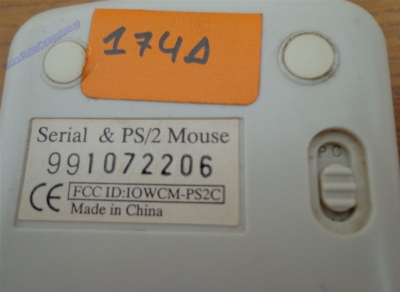 174Δ
Serial & PS/2 Mouse
991072206
CE FCC ID:IOWCM-PS2C
Made in China